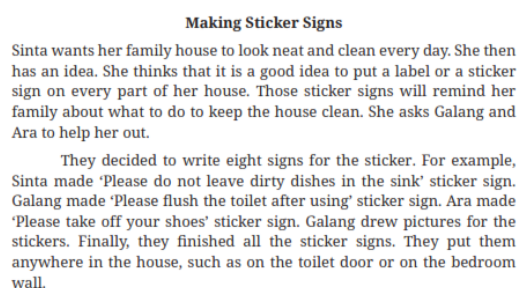 Making Sticker Signs
Sinta wants her family house to look neat and clean every day. She then
has an idea. She thinks that it is a good idea to put a label or a sticker
sign on every part of her house. Those sticker signs will remind her
family about what to do to keep the house clean. She asks Galang and
Ara to help her out.
They decided to write eight signs for the sticker. For example,
Sinta made ‘Please do not leave dirty dishes in the sink’ sticker sign.
Galang made ‘Please flush the toilet after using’ sticker sign. Ara made
‘Please take off your shoes’ sticker sign. Galang drew pictures for the
stickers. Finally, they finished all the sticker signs. They put them
anywhere in the house, such as on the toilet door or on the bedroom
wall.